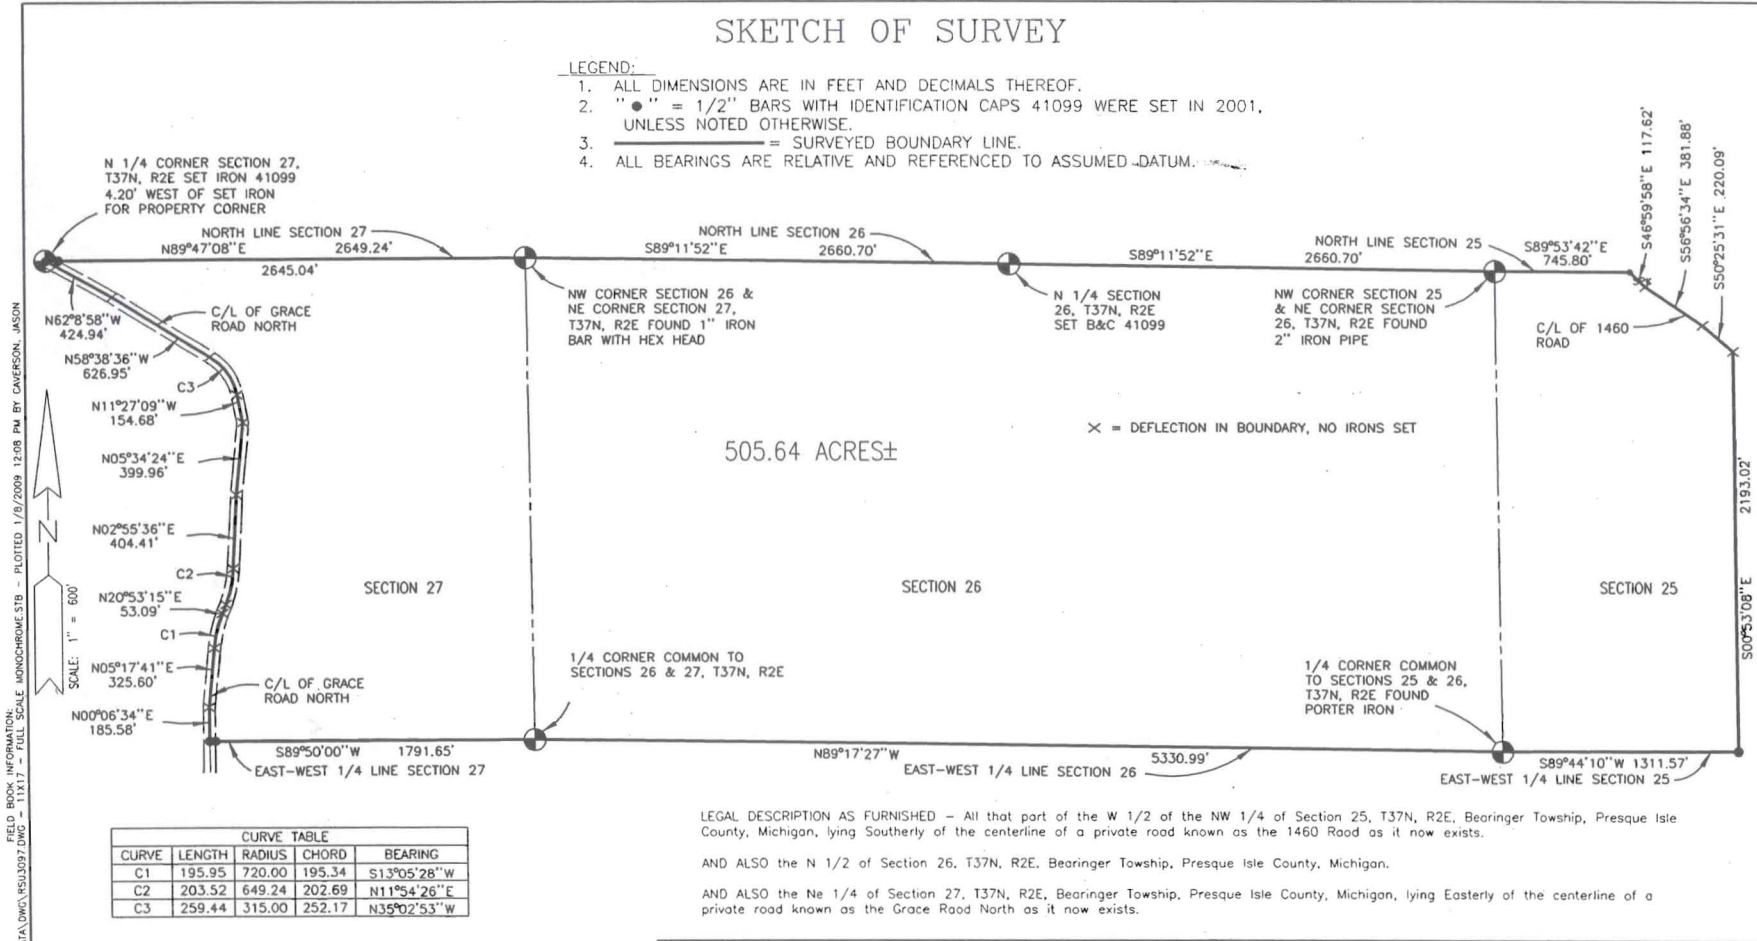 SKETCH OF SURVEY
LEGEND:
1. ALL DIMENSIONS ARE IN FEET AND DECIMALS THEREOF.
2. "●" = 1/2" BARS WITH IDENTIFICATION CAPS 41099 WERE SET IN 2001,
UNLESS NOTED OTHERWISE.
3. = SURVEYED BOUNDARY LINE.
4. ALL BEARINGS ARE RELATIVE AND REFERENCED TO ASSUMED DATUM.
N 1/4 CORNER SECTION 27,
T37N, R2E SET IRON 41099
4.20' WEST OF SET IRON
FOR PROPERTY CORNER
NORTH LINE SECTION 27
N89°47'08"E 2649.24'
2645.04'
NORTH LINE SECTION 26
S89°11'52"E 2660.70'
S89°11'52"E 2660.70'
NORTH LINE SECTION 25
S89°53'42"E
745.80'
S46°59'58"E 117.62'
S56°56'34"E 381.88'
S50°25'31"E 220.09'
NW CORNER SECTION 26 &
NE CORNER SECTION 27,
T37N, R2E FOUND 1" IRON
BAR WITH HEX HEAD
N 1/4 SECTION
26, T37N, R2E
SET B&C 41099
NW CORNER SECTION 25
& NE CORNER SECTION
26, T37N, R2E FOUND
2" IRON PIPE
C/L OF 1460
ROAD
C/L OF GRACE
ROAD NORTH
N62°8'58"W
424.94'
N58°38'36"W
626.95'
C3
N11°27'09"W
154.68'
N05°34'24"E
399.96'
N02°55'36"E
404.41'
C2
N20°53'15"E
53.09'
C1
N05°17'41"E
325.60'
N00°06'34"E
185.58'
C/L OF GRACE
ROAD NORTH
N
SCALE: 1" = 600'
505.64 ACRES±
X = DEFLECTION IN BOUNDARY, NO IRONS SET
SECTION 27
SECTION 26
SECTION 25
2193.02'
S00°53'08"E
1/4 CORNER COMMON TO
SECTIONS 26 & 27, T37N, R2E
1/4 CORNER COMMON
TO SECTIONS 25 & 26,
T37N, R2E FOUND
PORTER IRON
S89°50'00"W 1791.65'
EAST-WEST 1/4 LINE SECTION 27
N89°17'27"W 5330.99'
EAST-WEST 1/4 LINE SECTION 26
S89°44'10"W 1311.57'
EAST-WEST 1/4 LINE SECTION 25
CURVE TABLE
CURVE LENGTH RADIUS CHORD BEARING
C1 195.95 720.00 195.34 S13°05'28"W
C2 203.52 649.24 202.69 N11°54'26"E
C3 259.44 315.00 252.17 N35°02'53"W
LEGAL DESCRIPTION AS FURNISHED – All that part of the W 1/2 of the NW 1/4 of Section 25, T37N, R2E, Bearinger Towship, Presque Isle
County, Michigan, lying Southerly of the centerline of a private road known as the 1460 Road as it now exists.
AND ALSO the N 1/2 of Section 26, T37N, R2E, Bearinger Towship, Presque Isle County, Michigan.
AND ALSO the Ne 1/4 of Section 27, T37N, R2E, Bearinger Towship, Presque Isle County, Michigan, lying Easterly of the centerline of a
private road known as the Grace Road North as it now exists.
FIELD BOOK INFORMATION:
TA\DWG\RSU3097.DWG - 11X17 - FULL SCALE MONOCHROME.STB - PLOTTED 1/8/2009 12:08 PM BY CAVERSON, JASON